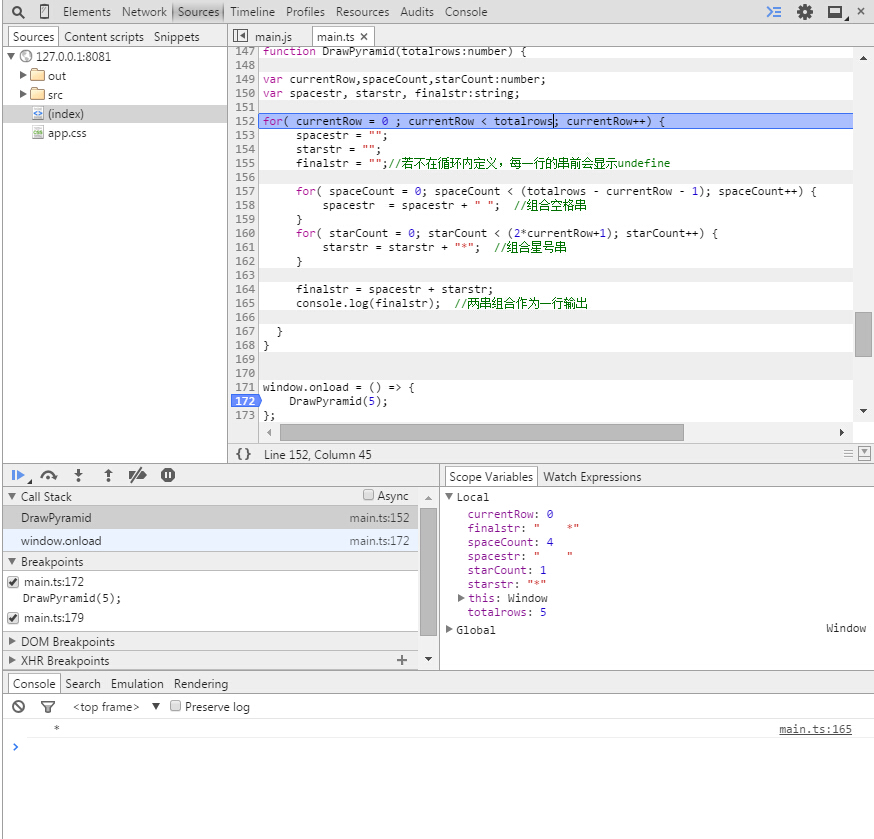 Elements Network Sources Timeline Profiles Resources Audits Console
Sources Content scripts Snippets
main.js main.ts ×
127.0.0.1:8081
out
src
(index)
app.css
147 function DrawPyramid(totalrows:number) {
148
149 var currentRow,spaceCount,starCount:number;
150 var spacestr, starstr, finalstr:string;
151
152 for( currentRow = 0 ; currentRow < totalrows; currentRow++) {
153 spacestr = "";
154 starstr = "";
155 finalstr = "";//若不在循环内定义，每一行的串前会显示undefine
156
157 for( spaceCount = 0; spaceCount < (totalrows - currentRow - 1); spaceCount++) {
158 spacestr  = spacestr + " ";  //组合空格串
159 }
160 for( starCount = 0; starCount < (2*currentRow+1); starCount++) {
161 starstr = starstr + "*";  //组合星号串
162 }
163
164 finalstr = spacestr + starstr;
165 console.log(finalstr);  //两串组合作为一行输出
166
167 }
168 }
169
170
171 window.onload = () => {
172 DrawPyramid(5);
173 };
{} Line 152, Column 45
Call Stack Async
DrawPyramid main.ts:152
window.onload main.ts:172
Breakpoints
main.ts:172
DrawPyramid(5);
main.ts:179
DOM Breakpoints
XHR Breakpoints +
Scope Variables Watch Expressions
Local
currentRow: 0
finalstr: "    *"
spaceCount: 4
spacestr: "    "
starCount: 1
starstr: "*"
this: Window
totalrows: 5
Global Window
Console Search Emulation Rendering
<top frame> ▼ Preserve log
* main.ts:165
>